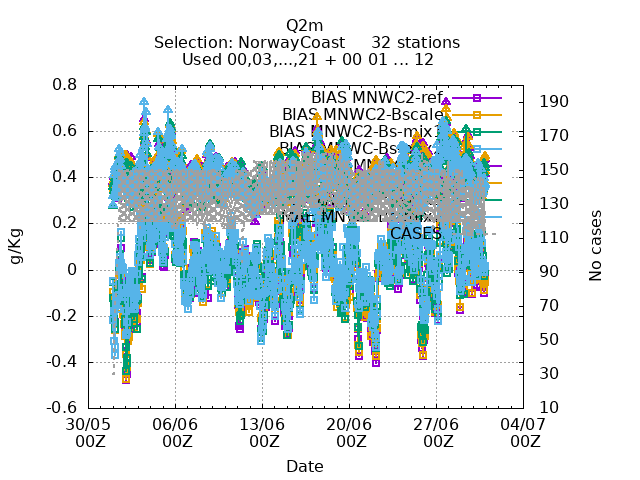 Q2m
Selection: NorwayCoast 32 stations
Used 00,03,...,21 + 00 01 ... 12
0.8
0.6
0.4
0.2
0
-0.2
-0.4
-0.6
190
170
150
130
110
90
70
50
30
10
g/Kg
No cases
BIAS MNWC2-ref
BIAS MNWC2-Bscale
BIAS MNWC2-Bs-mix1
CASES
30/05 06/06 13/06 20/06 27/06 04/07
00Z 00Z 00Z 00Z 00Z 00Z
Date